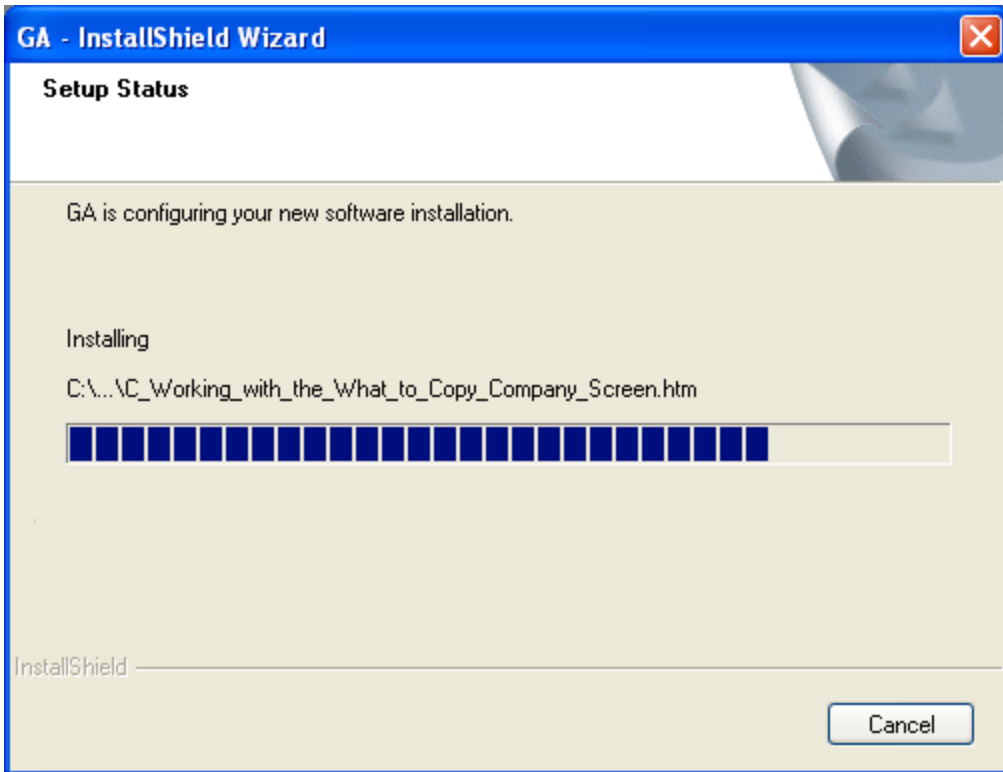 GA - InstallShield Wizard
Setup Status
GA is configuring your new software installation.
Installing
C:\...\C_Working_with_the_What_to_Copy_Company_Screen.htm
InstallShield
Cancel